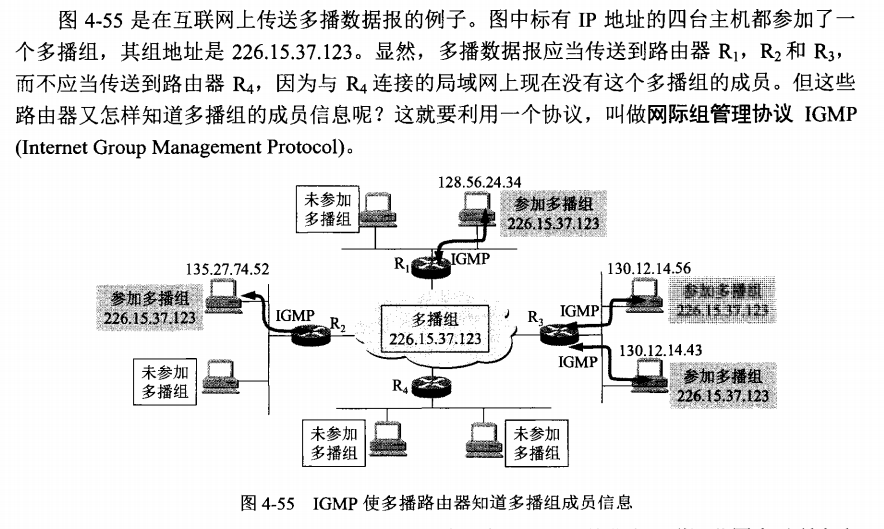 图 4-55 是在互联网上传送多播数据报的例子。图中标有 IP 地址的四台主机都参加了一
个多播组，其组地址是 226.15.37.123。显然，多播数据报应当传送到路由器 R₁，R₂ 和 R₃，
而不应当传送到路由器 R₄，因为与 R₄ 连接的局域网上现在没有这个多播组的成员。但这些
路由器又怎样知道多播组的成员信息呢？这就要利用一个协议，叫做网际组管理协议 IGMP
(Internet Group Management Protocol)。
128.56.24.34
未参加
多播组
参加多播组
226.15.37.123
R₁
IGMP
135.27.74.52
参加多播组
226.15.37.123
IGMP
R₂
多播组
226.15.37.123
R₃
IGMP
130.12.14.56
参加多播组
226.15.37.123
IGMP
130.12.14.43
参加多播组
226.15.37.123
未参加
多播组
R₄
未参加
多播组
未参加
多播组
图 4-55 IGMP 使多播路由器知道多播组成员信息